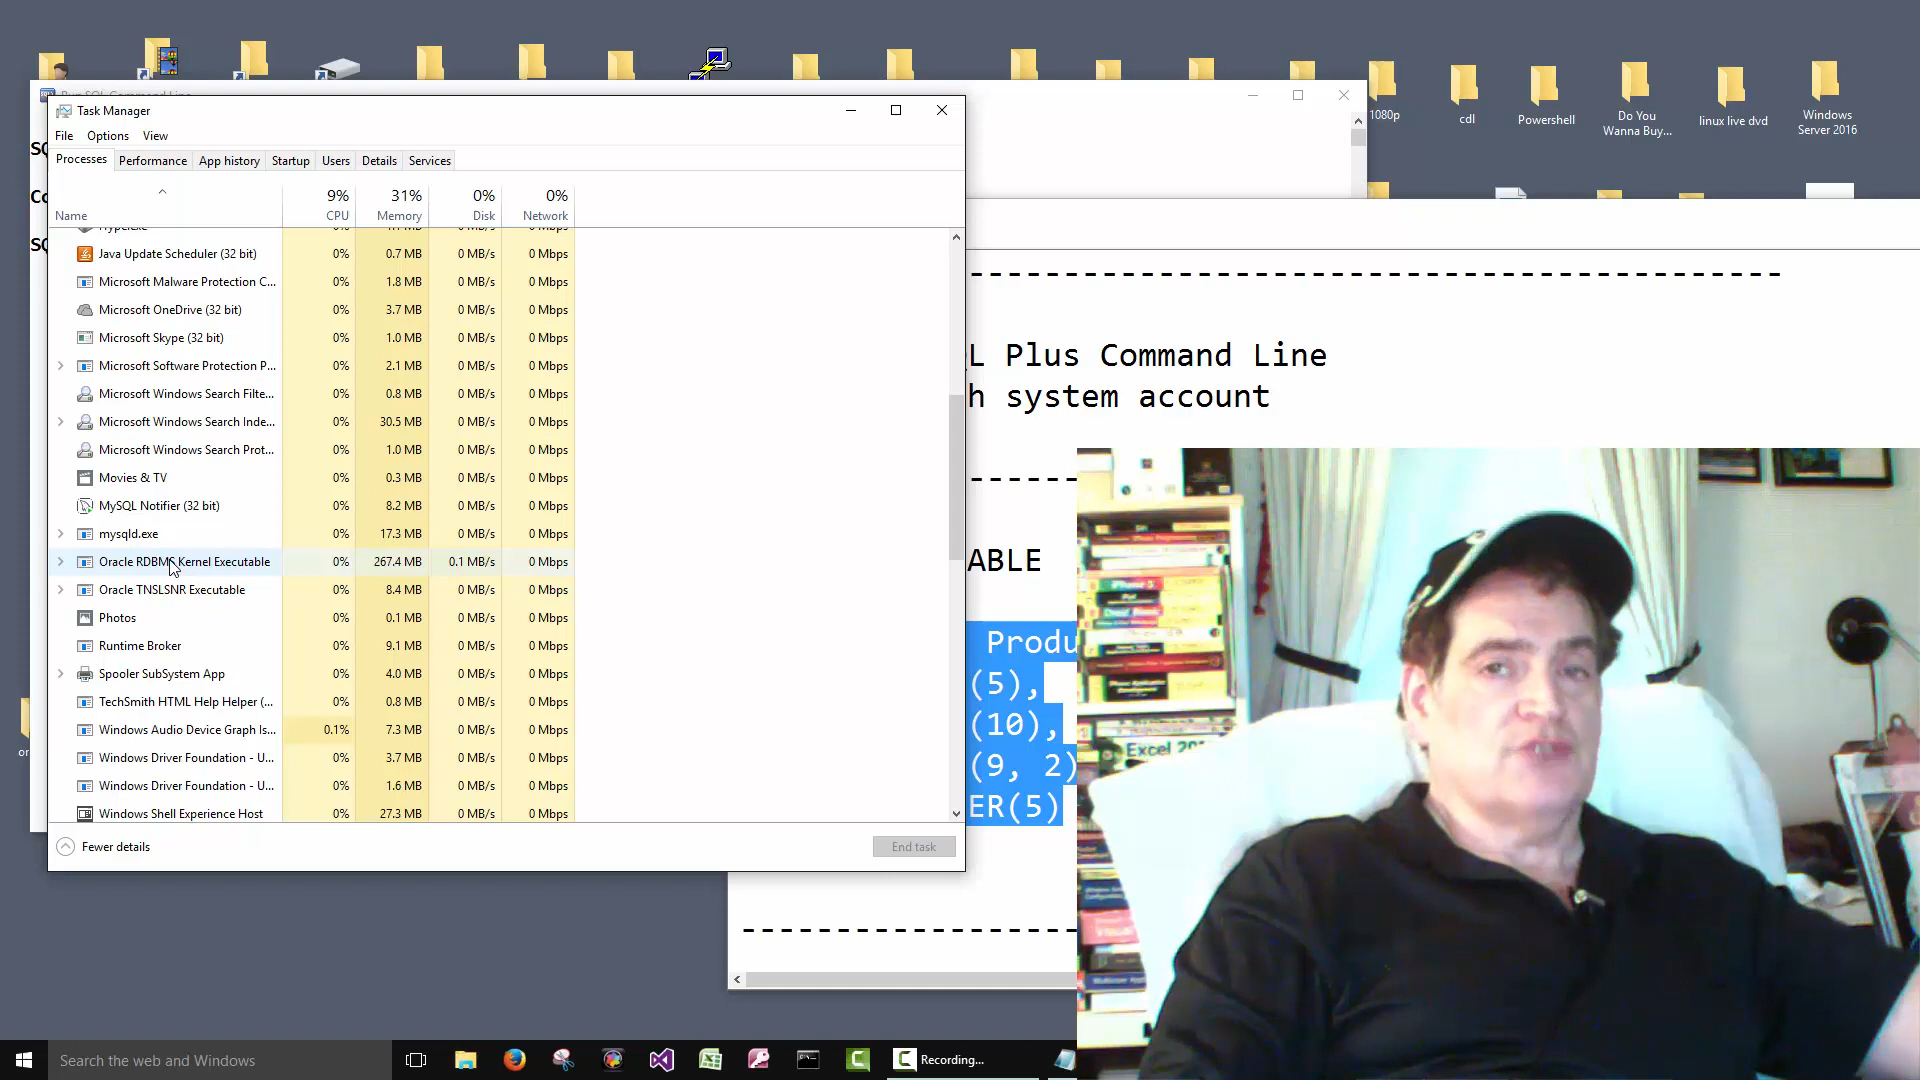 1080p
cdl
Powershell
Do You
Wanna Buy...
linux live dvd
Windows
Server 2016
Run SQL Command Line
Task Manager
File Options View
Processes Performance App history Startup Users Details Services
9% 31% 0% 0%
Name CPU Memory Disk Network
Java Update Scheduler (32 bit) 0% 0.7 MB 0 MB/s 0 Mbps
Microsoft Malware Protection C... 0% 1.8 MB 0 MB/s 0 Mbps
Microsoft OneDrive (32 bit) 0% 3.7 MB 0 MB/s 0 Mbps
Microsoft Skype (32 bit) 0% 1.0 MB 0 MB/s 0 Mbps
Microsoft Software Protection P... 0% 2.1 MB 0 MB/s 0 Mbps
Microsoft Windows Search Filte... 0% 0.8 MB 0 MB/s 0 Mbps
Microsoft Windows Search Inde... 0% 30.5 MB 0 MB/s 0 Mbps
Microsoft Windows Search Prot... 0% 1.0 MB 0 MB/s 0 Mbps
Movies & TV 0% 0.3 MB 0 MB/s 0 Mbps
MySQL Notifier (32 bit) 0% 8.2 MB 0 MB/s 0 Mbps
mysqld.exe 0% 17.3 MB 0 MB/s 0 Mbps
Oracle RDBMS Kernel Executable 0% 267.4 MB 0.1 MB/s 0 Mbps
Oracle TNSLSNR Executable 0% 8.4 MB 0 MB/s 0 Mbps
Photos 0% 0.1 MB 0 MB/s 0 Mbps
Runtime Broker 0% 9.1 MB 0 MB/s 0 Mbps
Spooler SubSystem App 0% 4.0 MB 0 MB/s 0 Mbps
TechSmith HTML Help Helper (... 0% 0.8 MB 0 MB/s 0 Mbps
Windows Audio Device Graph Is... 0.1% 7.3 MB 0 MB/s 0 Mbps
Windows Driver Foundation - U... 0% 3.7 MB 0 MB/s 0 Mbps
Windows Driver Foundation - U... 0% 1.6 MB 0 MB/s 0 Mbps
Windows Shell Experience Host 0% 27.3 MB 0 MB/s 0 Mbps
Fewer details End task
L Plus Command Line
h system account
ABLE
Produ
(5),
(10),
(9, 2)
ER(5)
Excel
Search the web and Windows
Recording...